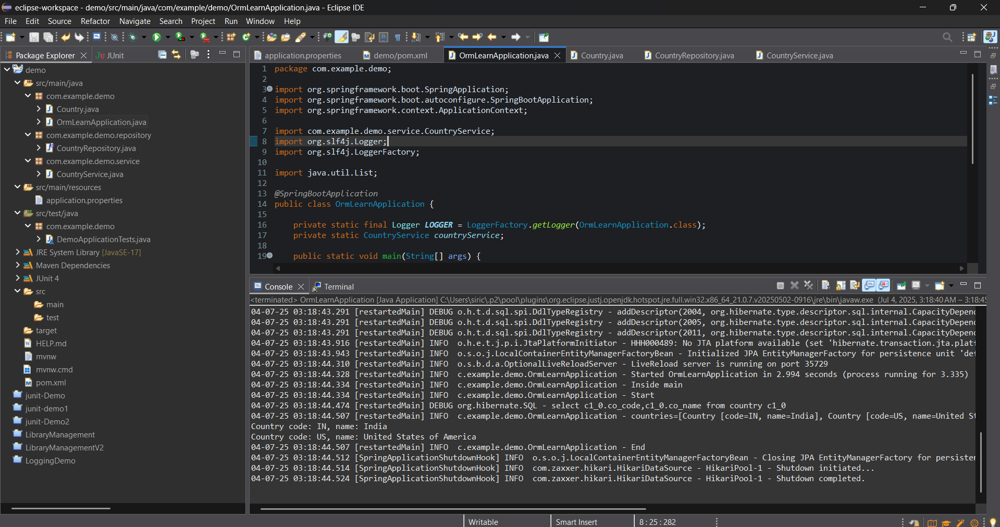 eclipse-workspace - demo/src/main/java/com/example/demo/OrmLearnApplication.java - Eclipse IDE
File Edit Source Refactor Navigate Search Project Run Window Help
Package Explorer
JUnit
demo
src/main/java
com.example.demo
Country.java
OrmLearnApplication.java
com.example.demo.repository
CountryRepository.java
com.example.demo.service
CountryService.java
src/main/resources
application.properties
src/test/java
com.example.demo
DemoApplicationTests.java
JRE System Library [JavaSE-17]
Maven Dependencies
JUnit 4
src
main
test
target
HELP.md
mvnw
mvnw.cmd
pom.xml
junit-Demo
junit-demo1
junit-Demo2
LibraryManagement
LibraryManagementV2
LoggingDemo
application.properties demo/pom.xml OrmLearnApplication.java Country.java CountryRepository.java CountryService.java
1 package com.example.demo;
2
3 import org.springframework.boot.SpringApplication;
4 import org.springframework.boot.autoconfigure.SpringBootApplication;
5 import org.springframework.context.ApplicationContext;
6
7 import com.example.demo.service.CountryService;
8 import org.slf4j.Logger;
9 import org.slf4j.LoggerFactory;
10
11 import java.util.List;
12
13 @SpringBootApplication
14 public class OrmLearnApplication {
15
16 private static final Logger LOGGER = LoggerFactory.getLogger(OrmLearnApplication.class);
17 private static CountryService countryService;
18
19 public static void main(String[] args) {
Console Terminal
<terminated> OrmLearnApplication [Java Application] C:\Users\siric\.p2\pool\plugins\org.eclipse.justj.openjdk.hotspot.jre.full.win32.x86_64_21.0.7.v20250502-0916\jre\bin\javaw.exe (Jul 4, 2025, 3:18:40 AM – 3:18:45
04-07-25 03:18:43.291 [restartedMain] DEBUG o.h.t.d.sql.spi.DdlTypeRegistry - addDescriptor(2004, org.hibernate.type.descriptor.sql.internal.CapacityDepen
04-07-25 03:18:43.291 [restartedMain] DEBUG o.h.t.d.sql.spi.DdlTypeRegistry - addDescriptor(2005, org.hibernate.type.descriptor.sql.internal.CapacityDepen
04-07-25 03:18:43.291 [restartedMain] DEBUG o.h.t.d.sql.spi.DdlTypeRegistry - addDescriptor(2011, org.hibernate.type.descriptor.sql.internal.CapacityDepen
04-07-25 03:18:43.916 [restartedMain] INFO o.h.e.t.j.p.i.JtaPlatformInitiator - HHH000489: No JTA platform available (set 'hibernate.transaction.jta.platf
04-07-25 03:18:43.943 [restartedMain] INFO o.s.o.j.LocalContainerEntityManagerFactoryBean - Initialized JPA EntityManagerFactory for persistence unit 'def
04-07-25 03:18:44.310 [restartedMain] INFO o.s.b.d.a.OptionalLiveReloadServer - LiveReload server is running on port 35729
04-07-25 03:18:44.328 [restartedMain] INFO c.example.demo.OrmLearnApplication - Started OrmLearnApplication in 2.994 seconds (process running for 3.335)
04-07-25 03:18:44.334 [restartedMain] INFO c.example.demo.OrmLearnApplication - Inside main
04-07-25 03:18:44.334 [restartedMain] INFO c.example.demo.OrmLearnApplication - Start
04-07-25 03:18:44.474 [restartedMain] DEBUG org.hibernate.SQL - select c1_0.co_code,c1_0.co_name from country c1_0
04-07-25 03:18:44.507 [restartedMain] INFO c.example.demo.OrmLearnApplication - countries=[Country [code=IN, name=India], Country [code=US, name=United St
Country code: IN, name: India
Country code: US, name: United States of America
04-07-25 03:18:44.507 [restartedMain] INFO c.example.demo.OrmLearnApplication - End
04-07-25 03:18:44.512 [SpringApplicationShutdownHook] INFO o.s.o.j.LocalContainerEntityManagerFactoryBean - Closing JPA EntityManagerFactory for persister
04-07-25 03:18:44.514 [SpringApplicationShutdownHook] INFO com.zaxxer.hikari.HikariDataSource - HikariPool-1 - Shutdown initiated...
04-07-25 03:18:44.524 [SpringApplicationShutdownHook] INFO com.zaxxer.hikari.HikariDataSource - HikariPool-1 - Shutdown completed.
Writable Smart Insert 8 : 25 : 282